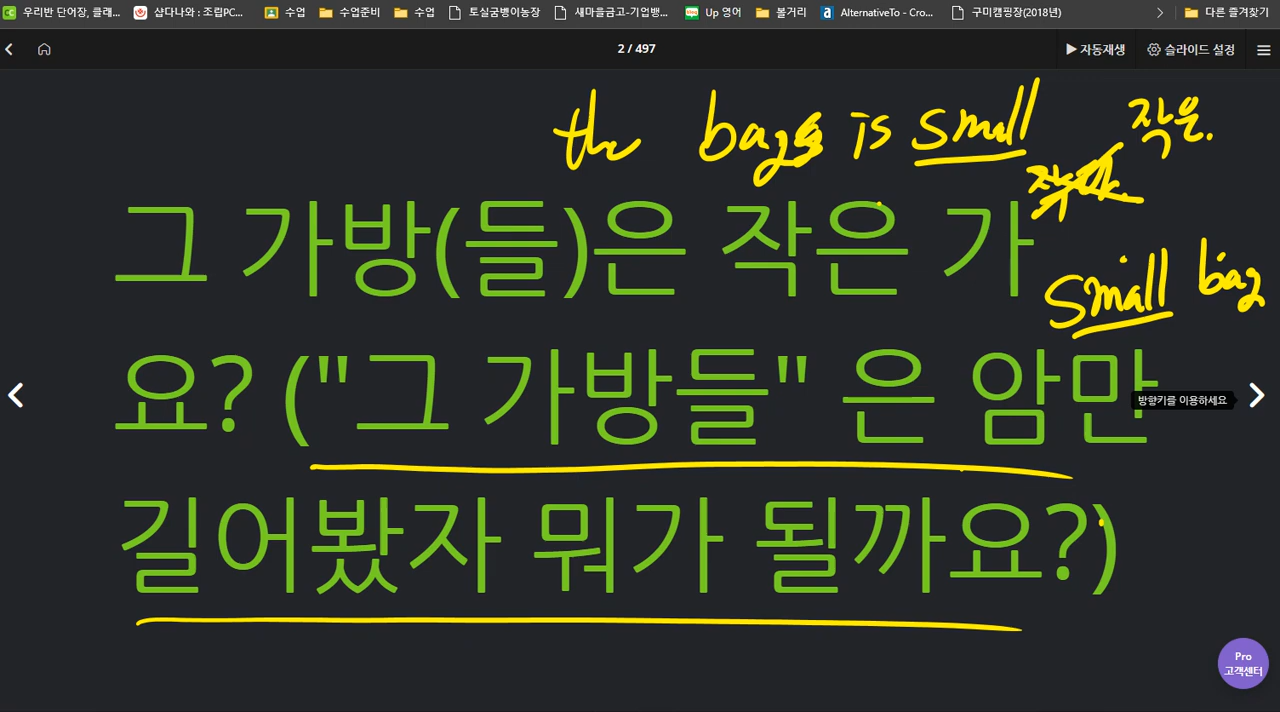 우리반 단어장, 클래... 샵다나와 : 조립PC... 수업 수업준비 수업 토실굼뱅이농장 새마을금고-기업뱅... Up 영어 볼거리 AlternativeTo - Cro... 구미캠핑장(2018년) 다른 즐겨찾기
2 / 497 자동재생 슬라이드 설정
the bag is small
작은.
그 가방(들)은 작은 가
small bag
요? ("그 가방들" 은 암만
방향키를 이용하세요
길어봤자 뭐가 될까요?)
Pro
고객센터